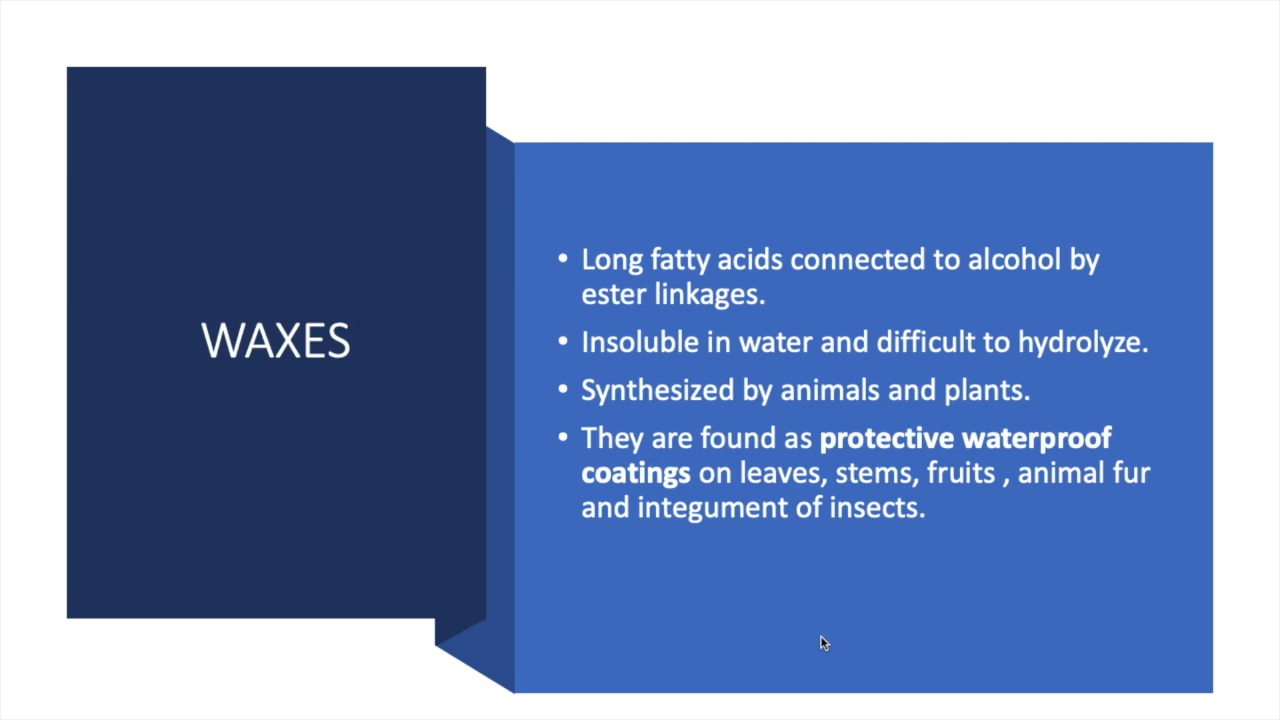 WAXES
• Long fatty acids connected to alcohol by
ester linkages.
• Insoluble in water and difficult to hydrolyze.
• Synthesized by animals and plants.
• They are found as protective waterproof
coatings on leaves, stems, fruits , animal fur
and integument of insects.